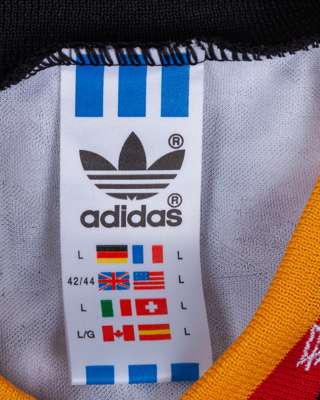 ®
adidas®
L L
42/44 L
L L
L/G L